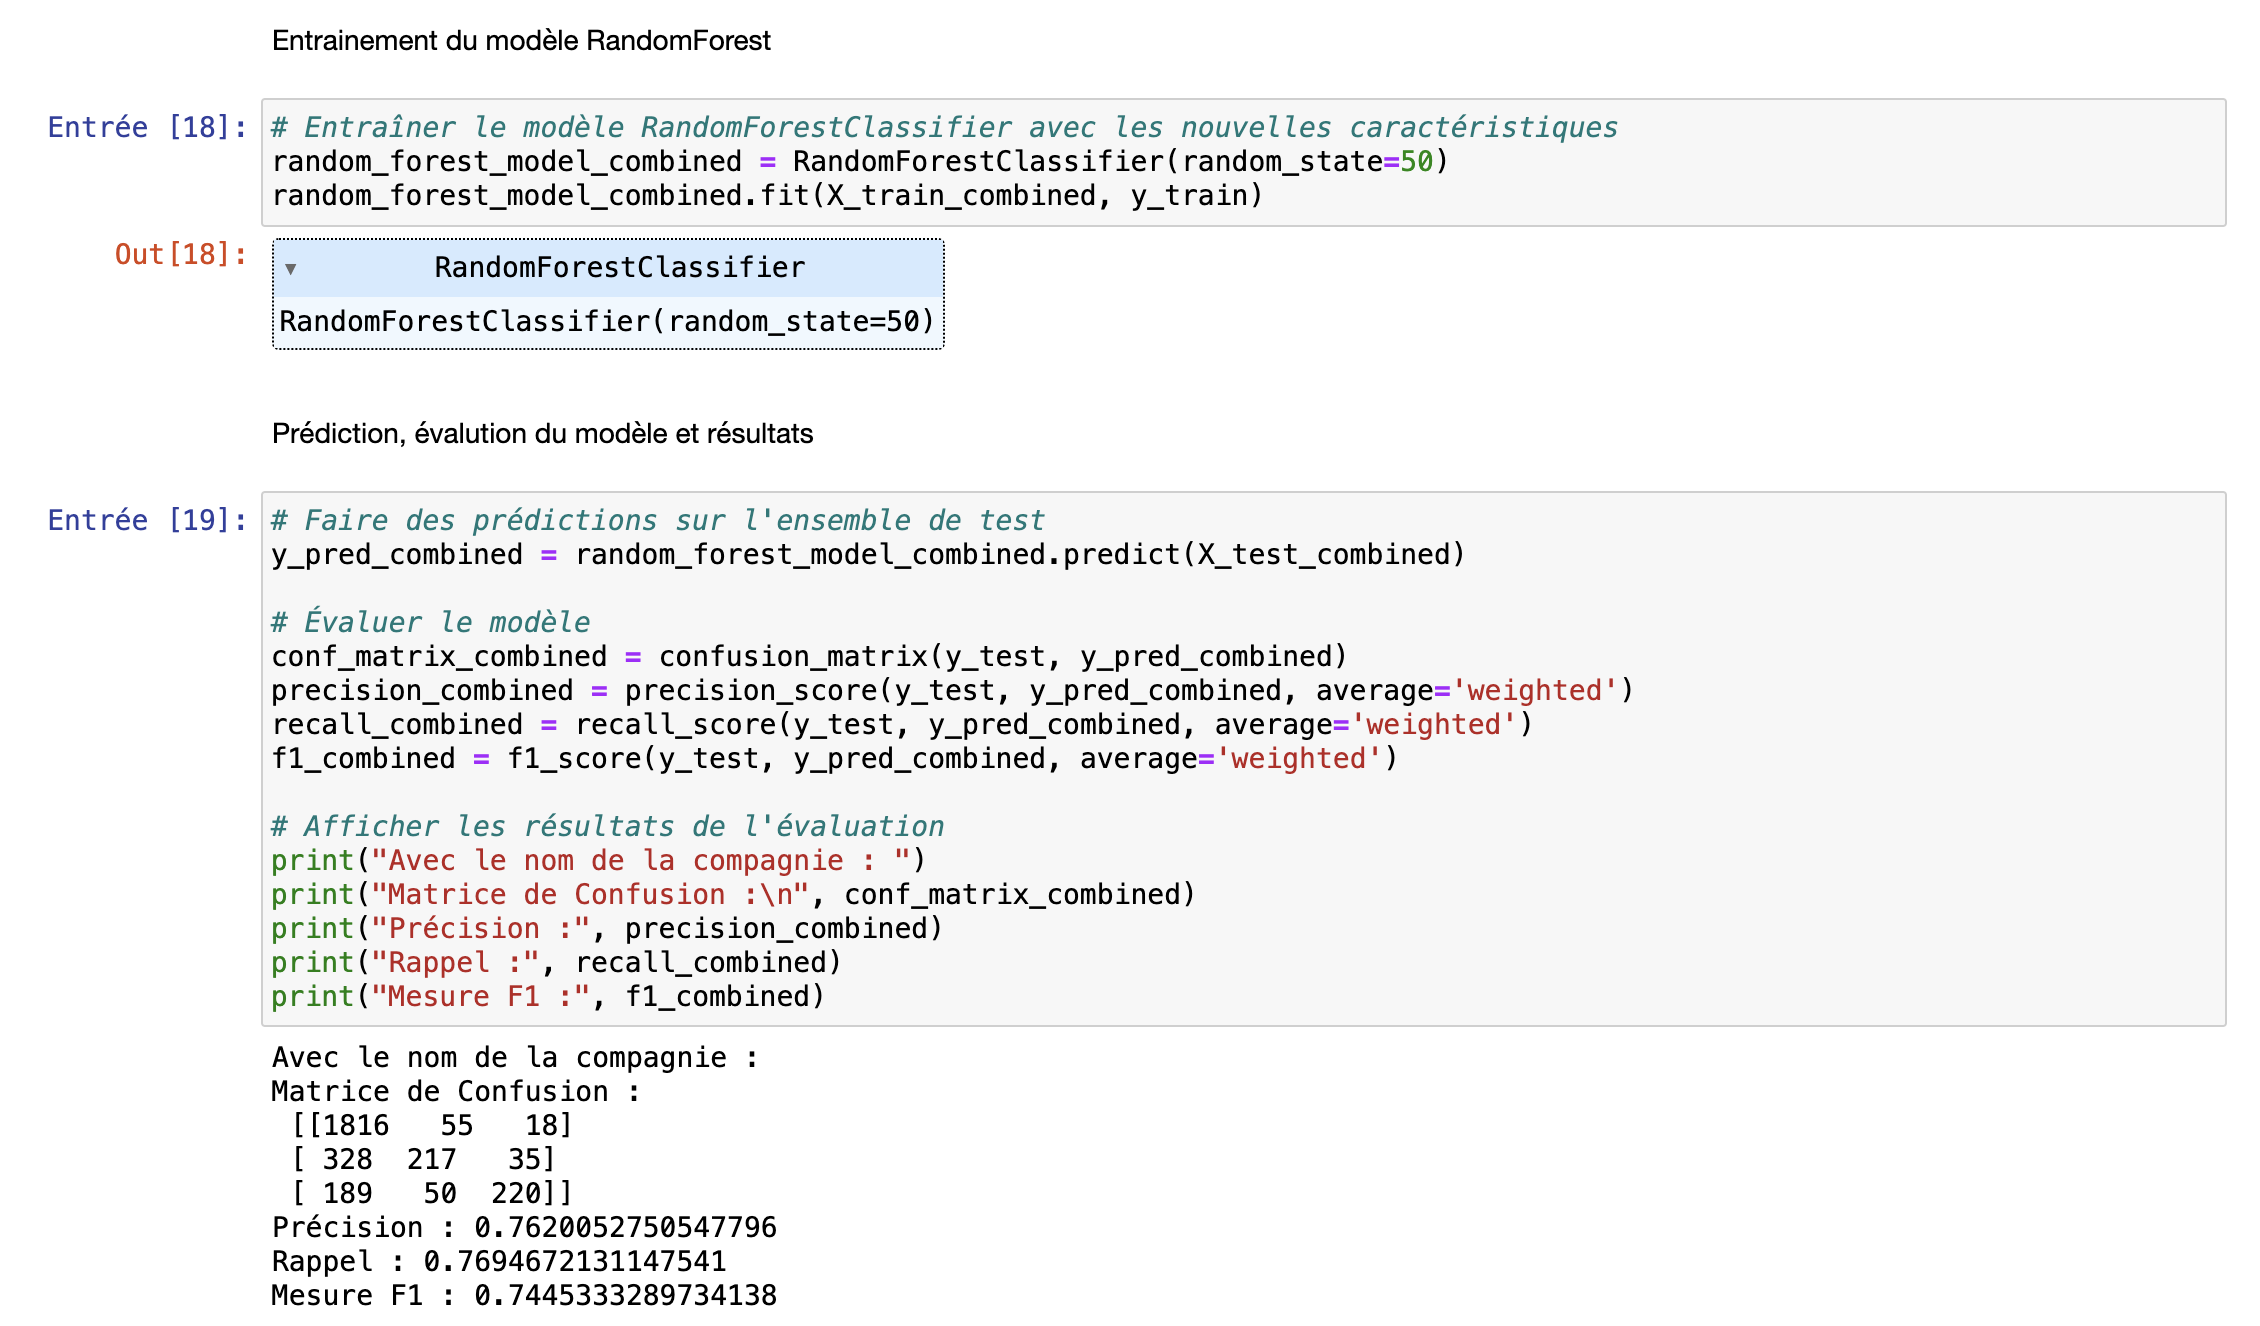 Entrainement du modèle RandomForest
Entrée [18]:
# Entraîner le modèle RandomForestClassifier avec les nouvelles caractéristiques
random_forest_model_combined = RandomForestClassifier(random_state=50)
random_forest_model_combined.fit(X_train_combined, y_train)
Out[18]:
▼ RandomForestClassifier
RandomForestClassifier(random_state=50)
Prédiction, évalution du modèle et résultats
Entrée [19]:
# Faire des prédictions sur l'ensemble de test
y_pred_combined = random_forest_model_combined.predict(X_test_combined)
# Évaluer le modèle
conf_matrix_combined = confusion_matrix(y_test, y_pred_combined)
precision_combined = precision_score(y_test, y_pred_combined, average='weighted')
recall_combined = recall_score(y_test, y_pred_combined, average='weighted')
f1_combined = f1_score(y_test, y_pred_combined, average='weighted')
# Afficher les résultats de l'évaluation
print("Avec le nom de la compagnie : ")
print("Matrice de Confusion :\n", conf_matrix_combined)
print("Précision :", precision_combined)
print("Rappel :", recall_combined)
print("Mesure F1 :", f1_combined)
Avec le nom de la compagnie :
Matrice de Confusion :
[[1816   55   18]
[ 328  217   35]
[ 189   50  220]]
Précision : 0.7620052750547796
Rappel : 0.7694672131147541
Mesure F1 : 0.7445333289734138